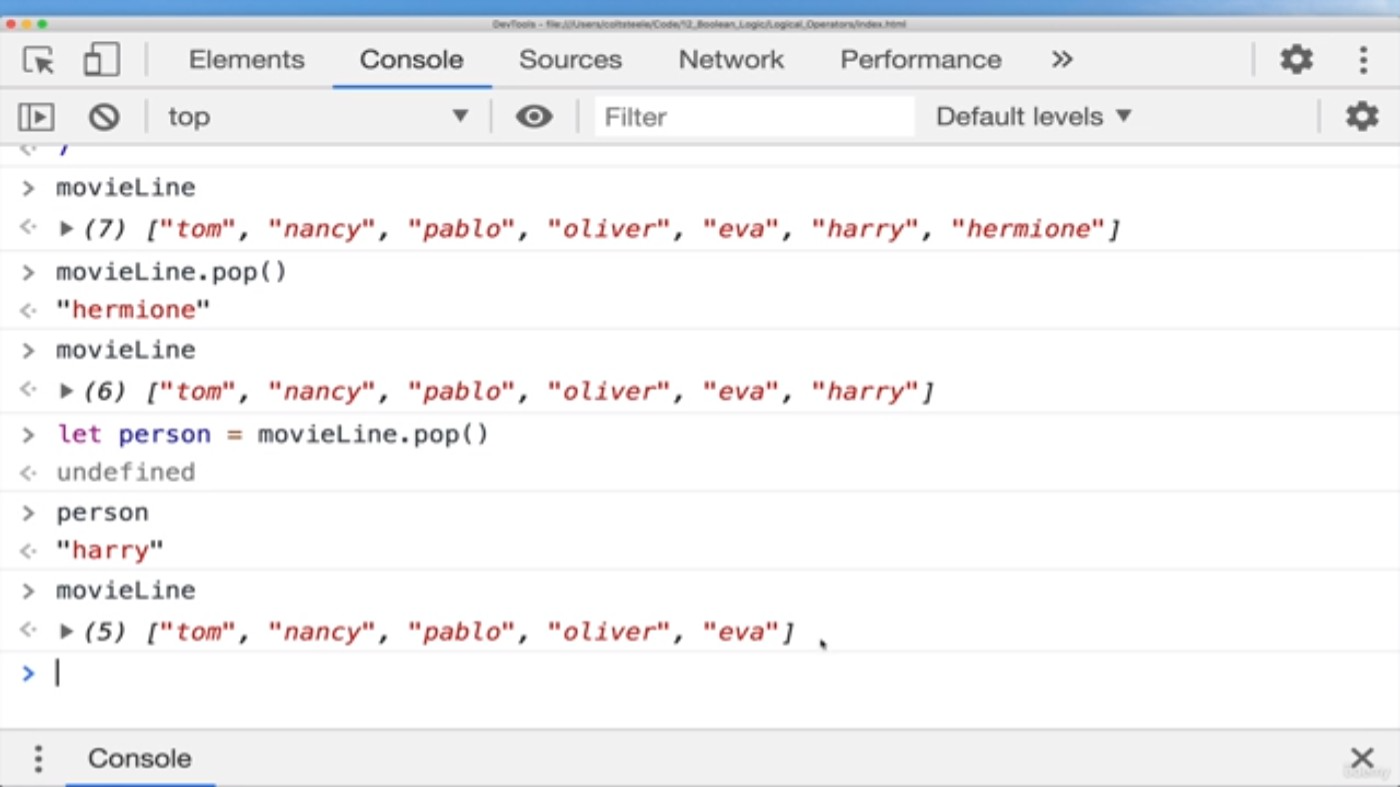 DevTools - file:///Users/coltsteele/Code/12_Boolean_Logic/Logical_Operators/index.html
Elements Console Sources Network Performance »
top ▼ Filter Default levels ▼
7
> movieLine
(7) ["tom", "nancy", "pablo", "oliver", "eva", "harry", "hermione"]
> movieLine.pop()
"hermione"
> movieLine
(6) ["tom", "nancy", "pablo", "oliver", "eva", "harry"]
> let person = movieLine.pop()
undefined
> person
"harry"
> movieLine
(5) ["tom", "nancy", "pablo", "oliver", "eva"]
>
Console
udemy